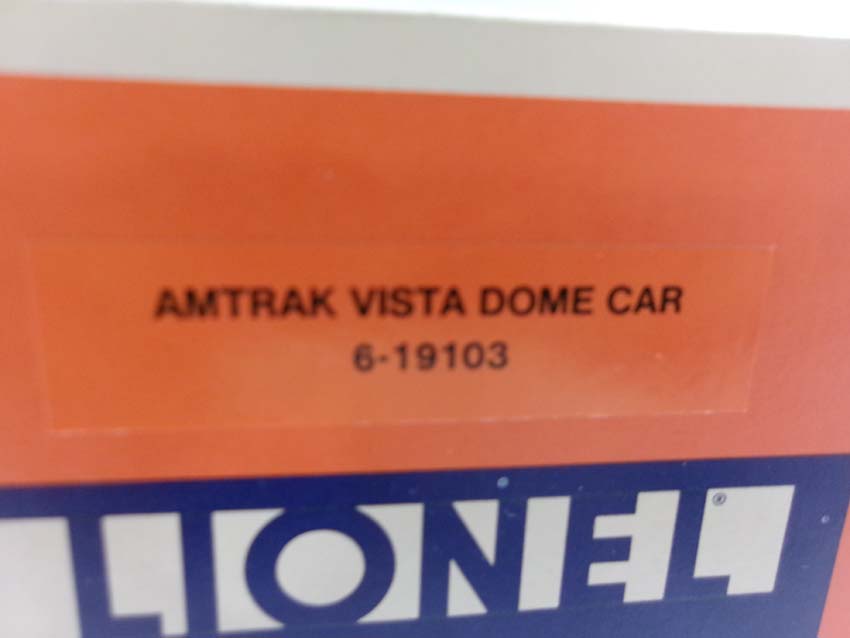 AMTRAK VISTA DOME CAR
6-19103
LIONEL®